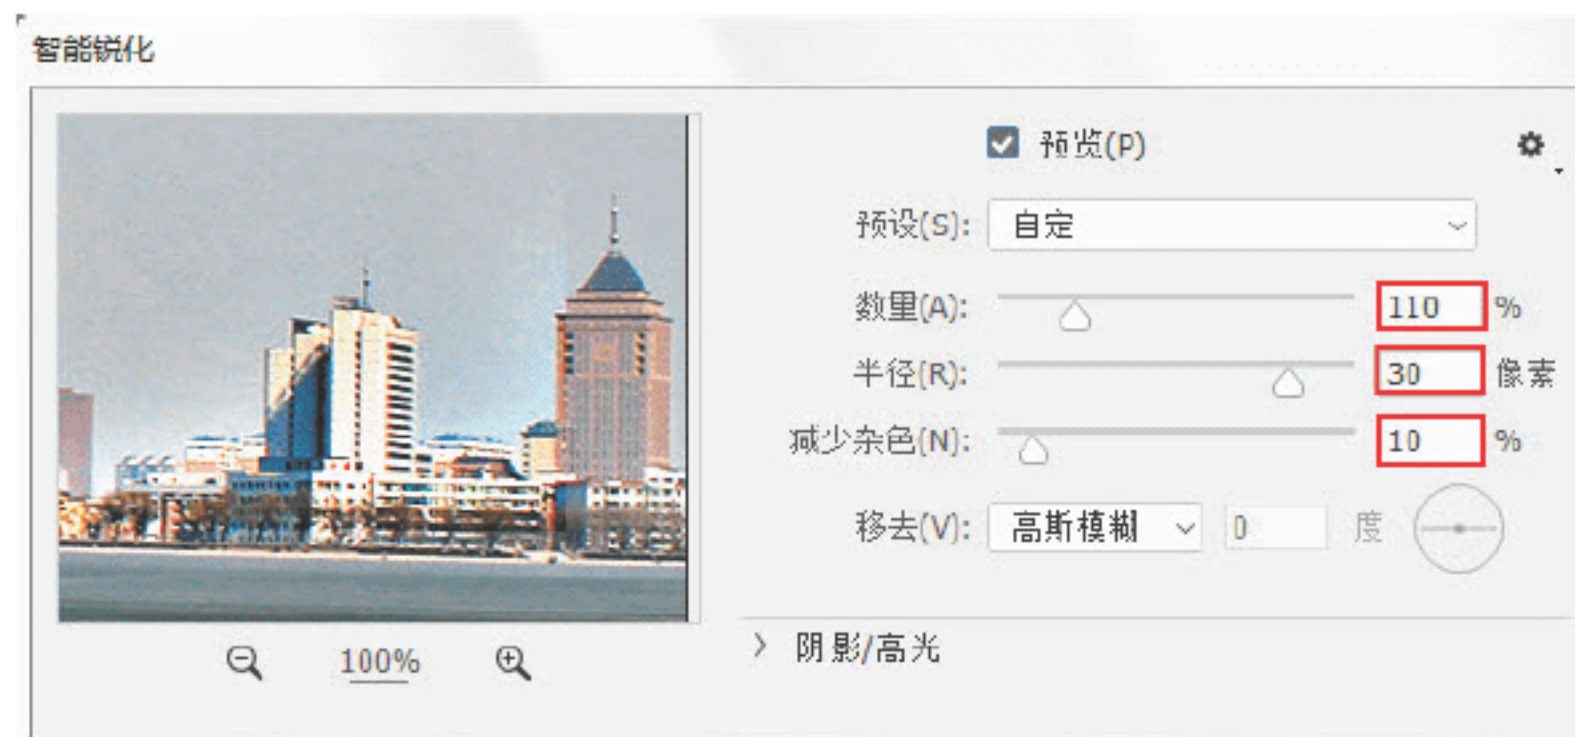 智能锐化
预览(P)
预设(S): 自定
数量(A): 110 %
半径(R): 30 像素
减少杂色(N): 10 %
移去(V): 高斯模糊 0 度
阴影/高光
100%